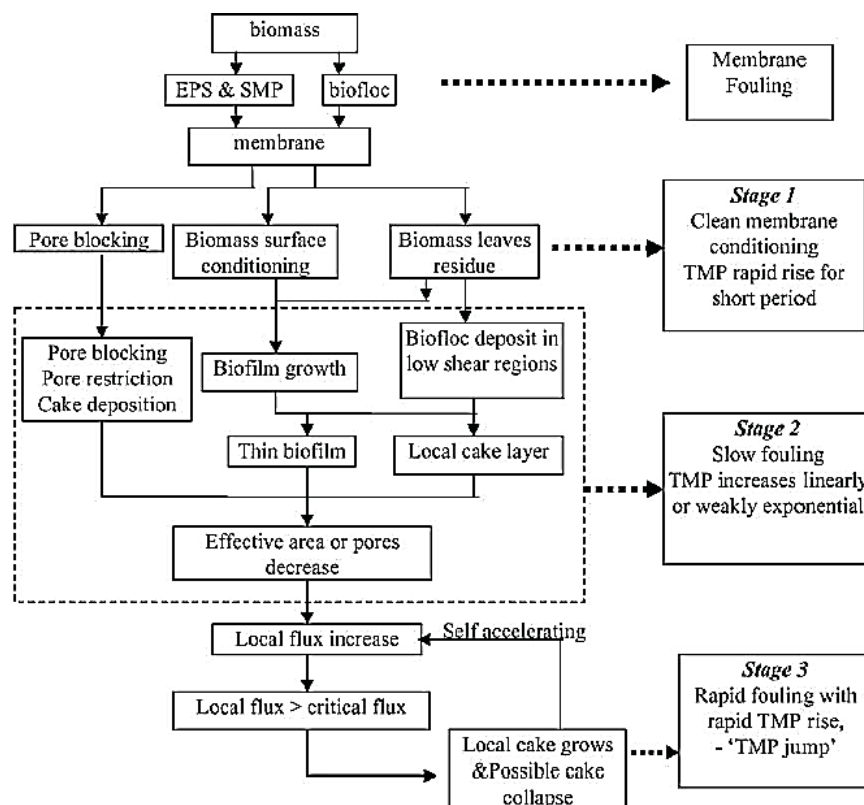 biomass
EPS & SMP
biofloc
Membrane
Fouling
membrane
Pore blocking
Biomass surface
conditioning
Biomass leaves
residue
Stage 1
Clean membrane
conditioning
TMP rapid rise for
short period
Pore blocking
Pore restriction
Cake deposition
Biofilm growth
Biofloc deposit in
low shear regions
Thin biofilm
Local cake layer
Stage 2
Slow fouling
TMP increases linearly
or weakly exponential
Effective area or pores
decrease
Local flux increase
Self accelerating
Local flux > critical flux
Local cake grows
&Possible cake
collapse
Stage 3
Rapid fouling with
rapid TMP rise,
- ‘TMP jump’